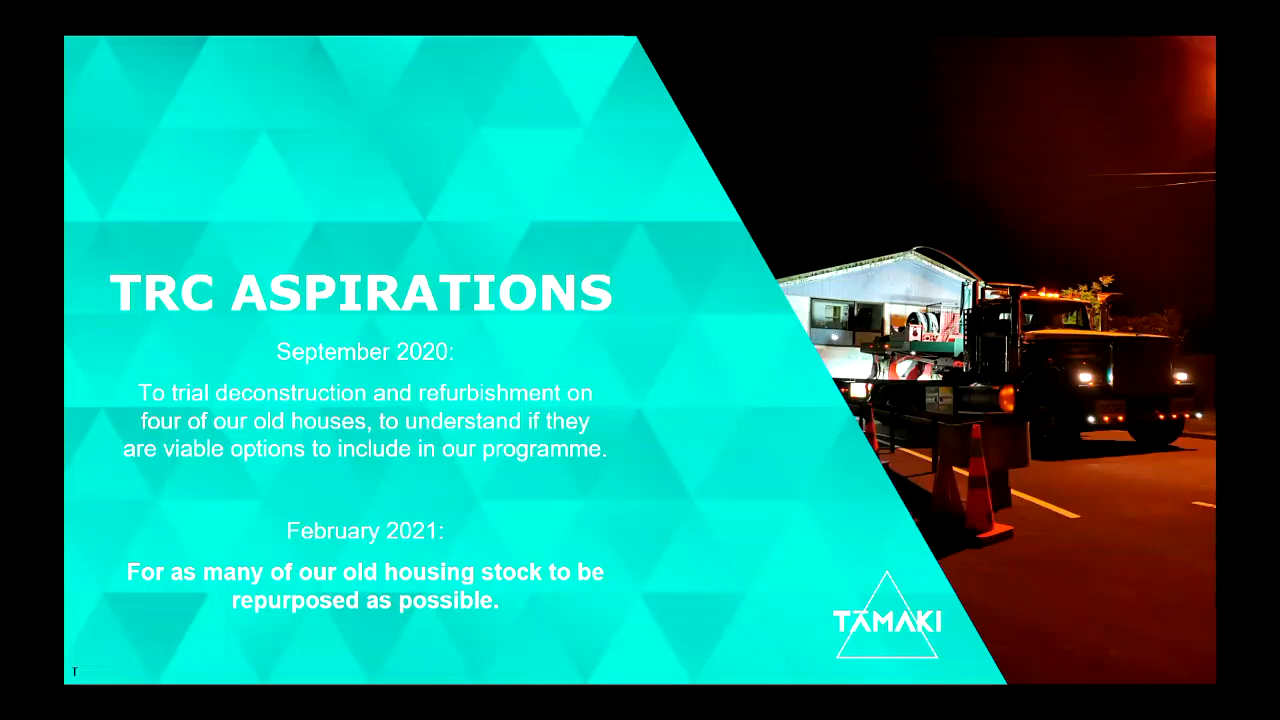 TRC ASPIRATIONS
September 2020:
To trial deconstruction and refurbishment on
four of our old houses, to understand if they
are viable options to include in our programme.
February 2021:
For as many of our old housing stock to be
repurposed as possible.
TĀMAKI
T